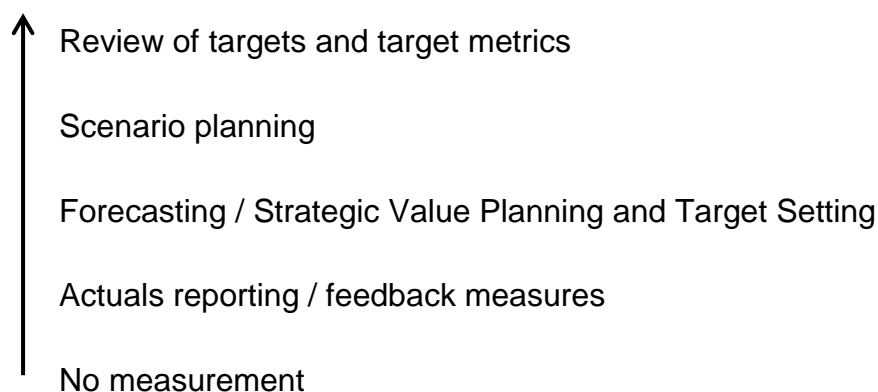 Review of targets and target metrics
Scenario planning
Forecasting / Strategic Value Planning and Target Setting
Actuals reporting / feedback measures
No measurement